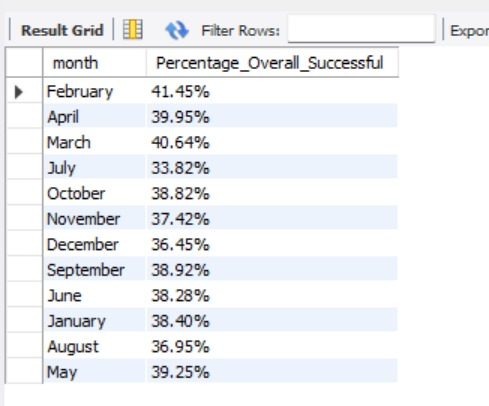 Result Grid Filter Rows: Expor
month Percentage_Overall_Successful
February 41.45%
April 39.95%
March 40.64%
July 33.82%
October 38.82%
November 37.42%
December 36.45%
September 38.92%
June 38.28%
January 38.40%
August 36.95%
May 39.25%